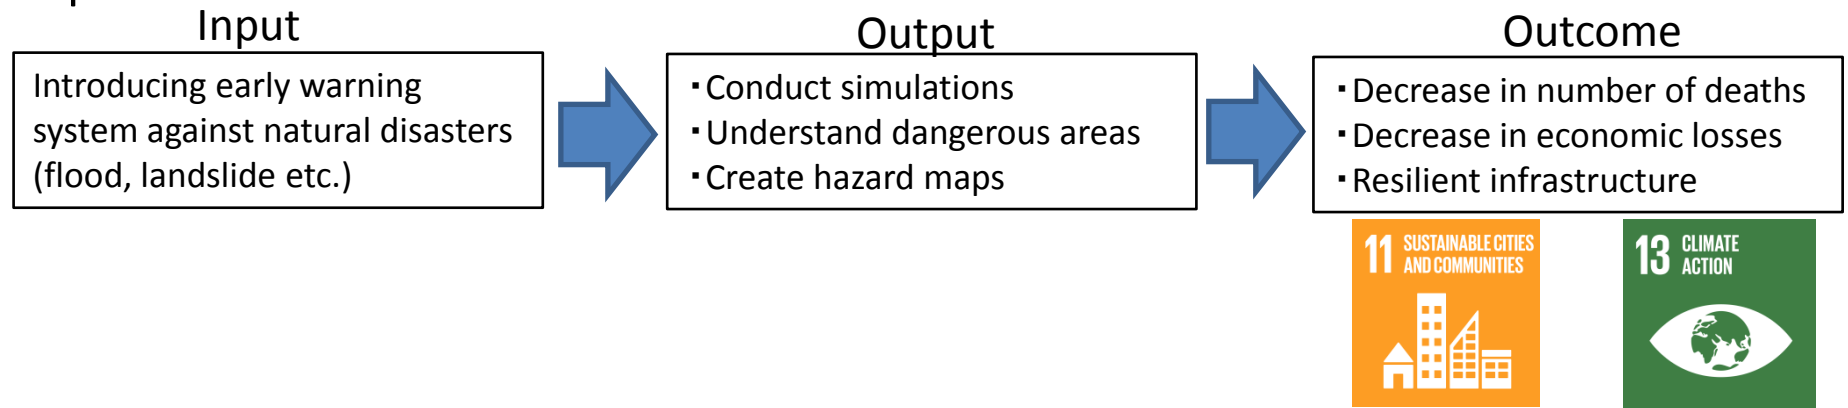 Input
Introducing early warning
system against natural disasters
(flood, landslide etc.)
Output
・Conduct simulations
・Understand dangerous areas
・Create hazard maps
Outcome
・Decrease in number of deaths
・Decrease in economic losses
・Resilient infrastructure
11 SUSTAINABLE CITIES
AND COMMUNITIES
13 CLIMATE
ACTION